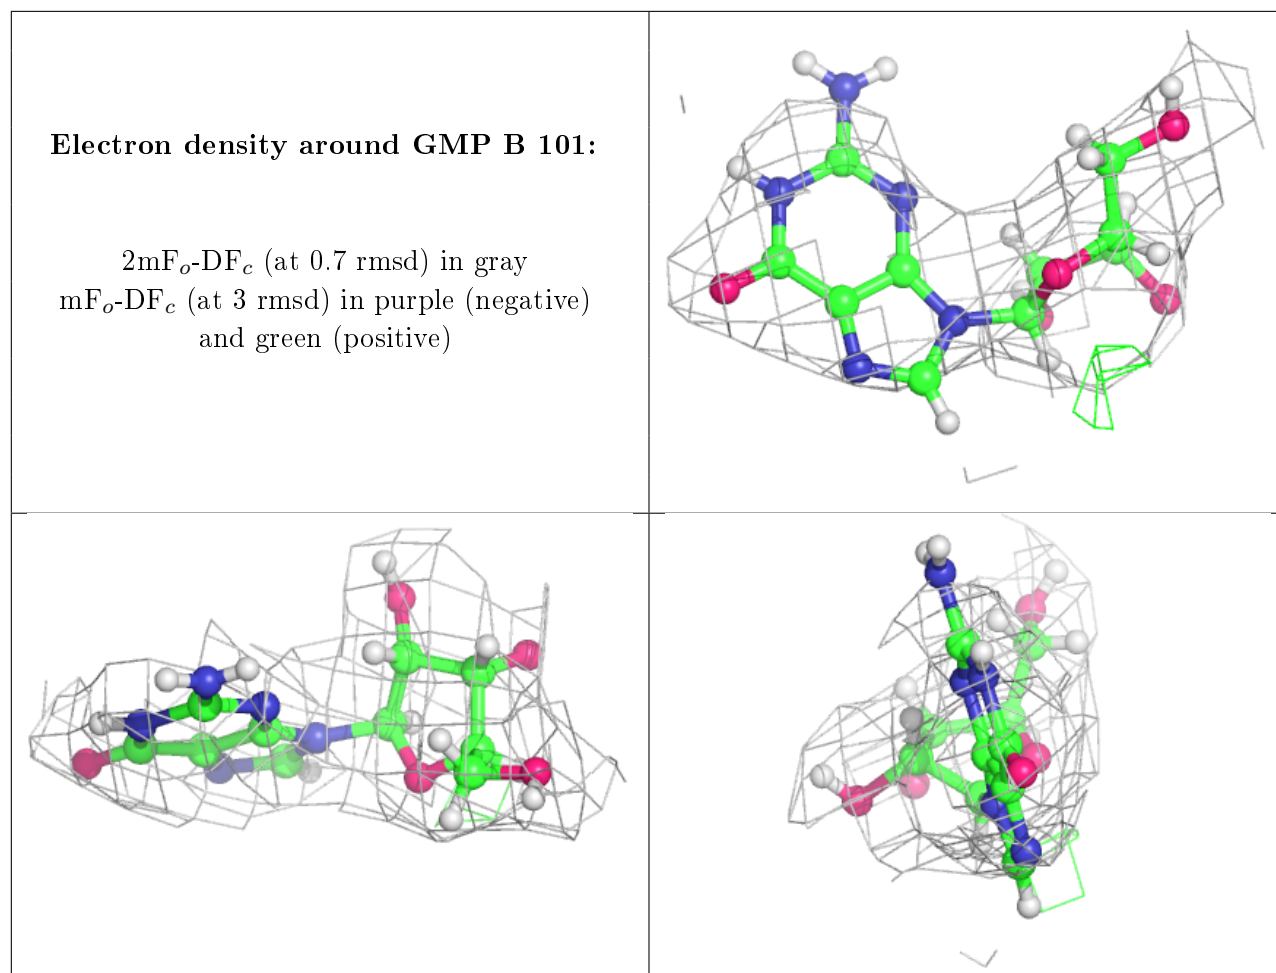 Electron density around GMP B 101:
2mFo-DFc (at 0.7 rmsd) in gray
mFo-DFc (at 3 rmsd) in purple (negative)
and green (positive)